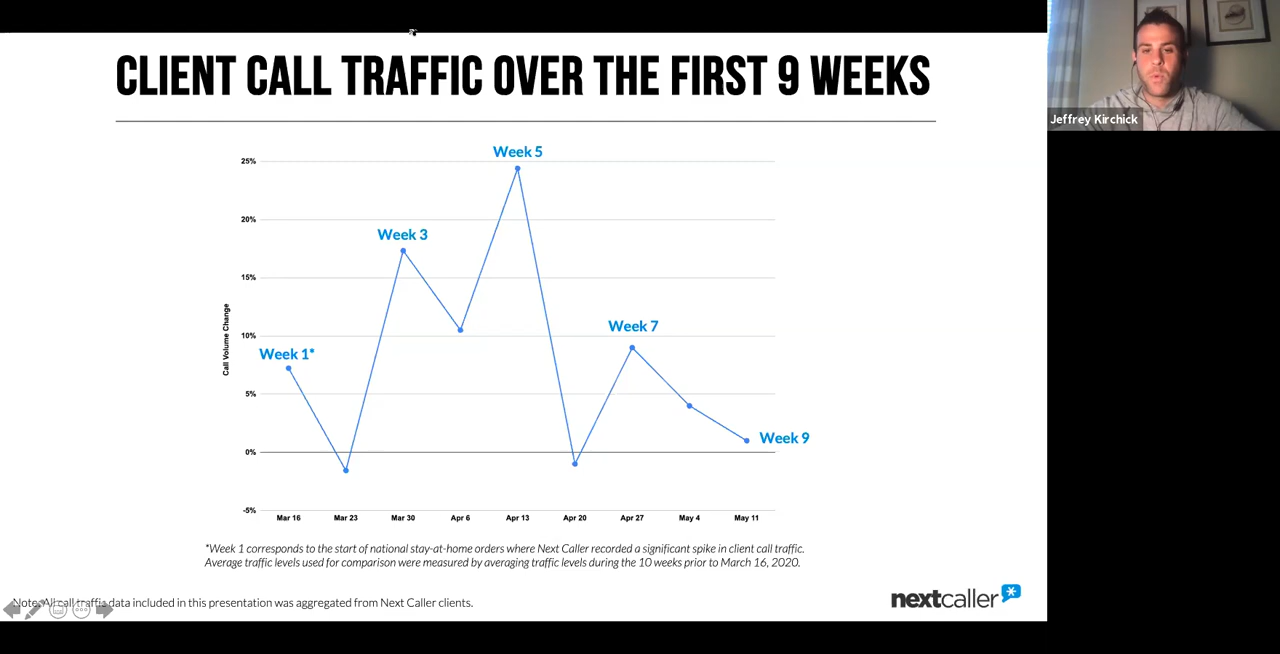 CLIENT CALL TRAFFIC OVER THE FIRST 9 WEEKS
Jeffrey Kirchick
Week 5
25%
Week 3
20%
15%
Week 7
10%
Call Volume Change
Week 1*
5%
Week 9
0%
-5%
Mar 16 Mar 23 Mar 30 Apr 6 Apr 13 Apr 20 Apr 27 May 4 May 11
*Week 1 corresponds to the start of national stay-at-home orders where Next Caller recorded a significant spike in client call traffic.
Average traffic levels used for comparison were measured by averaging traffic levels during the 10 weeks prior to March 16, 2020.
Note: All call traffic data included in this presentation was aggregated from Next Caller clients.
nextcaller